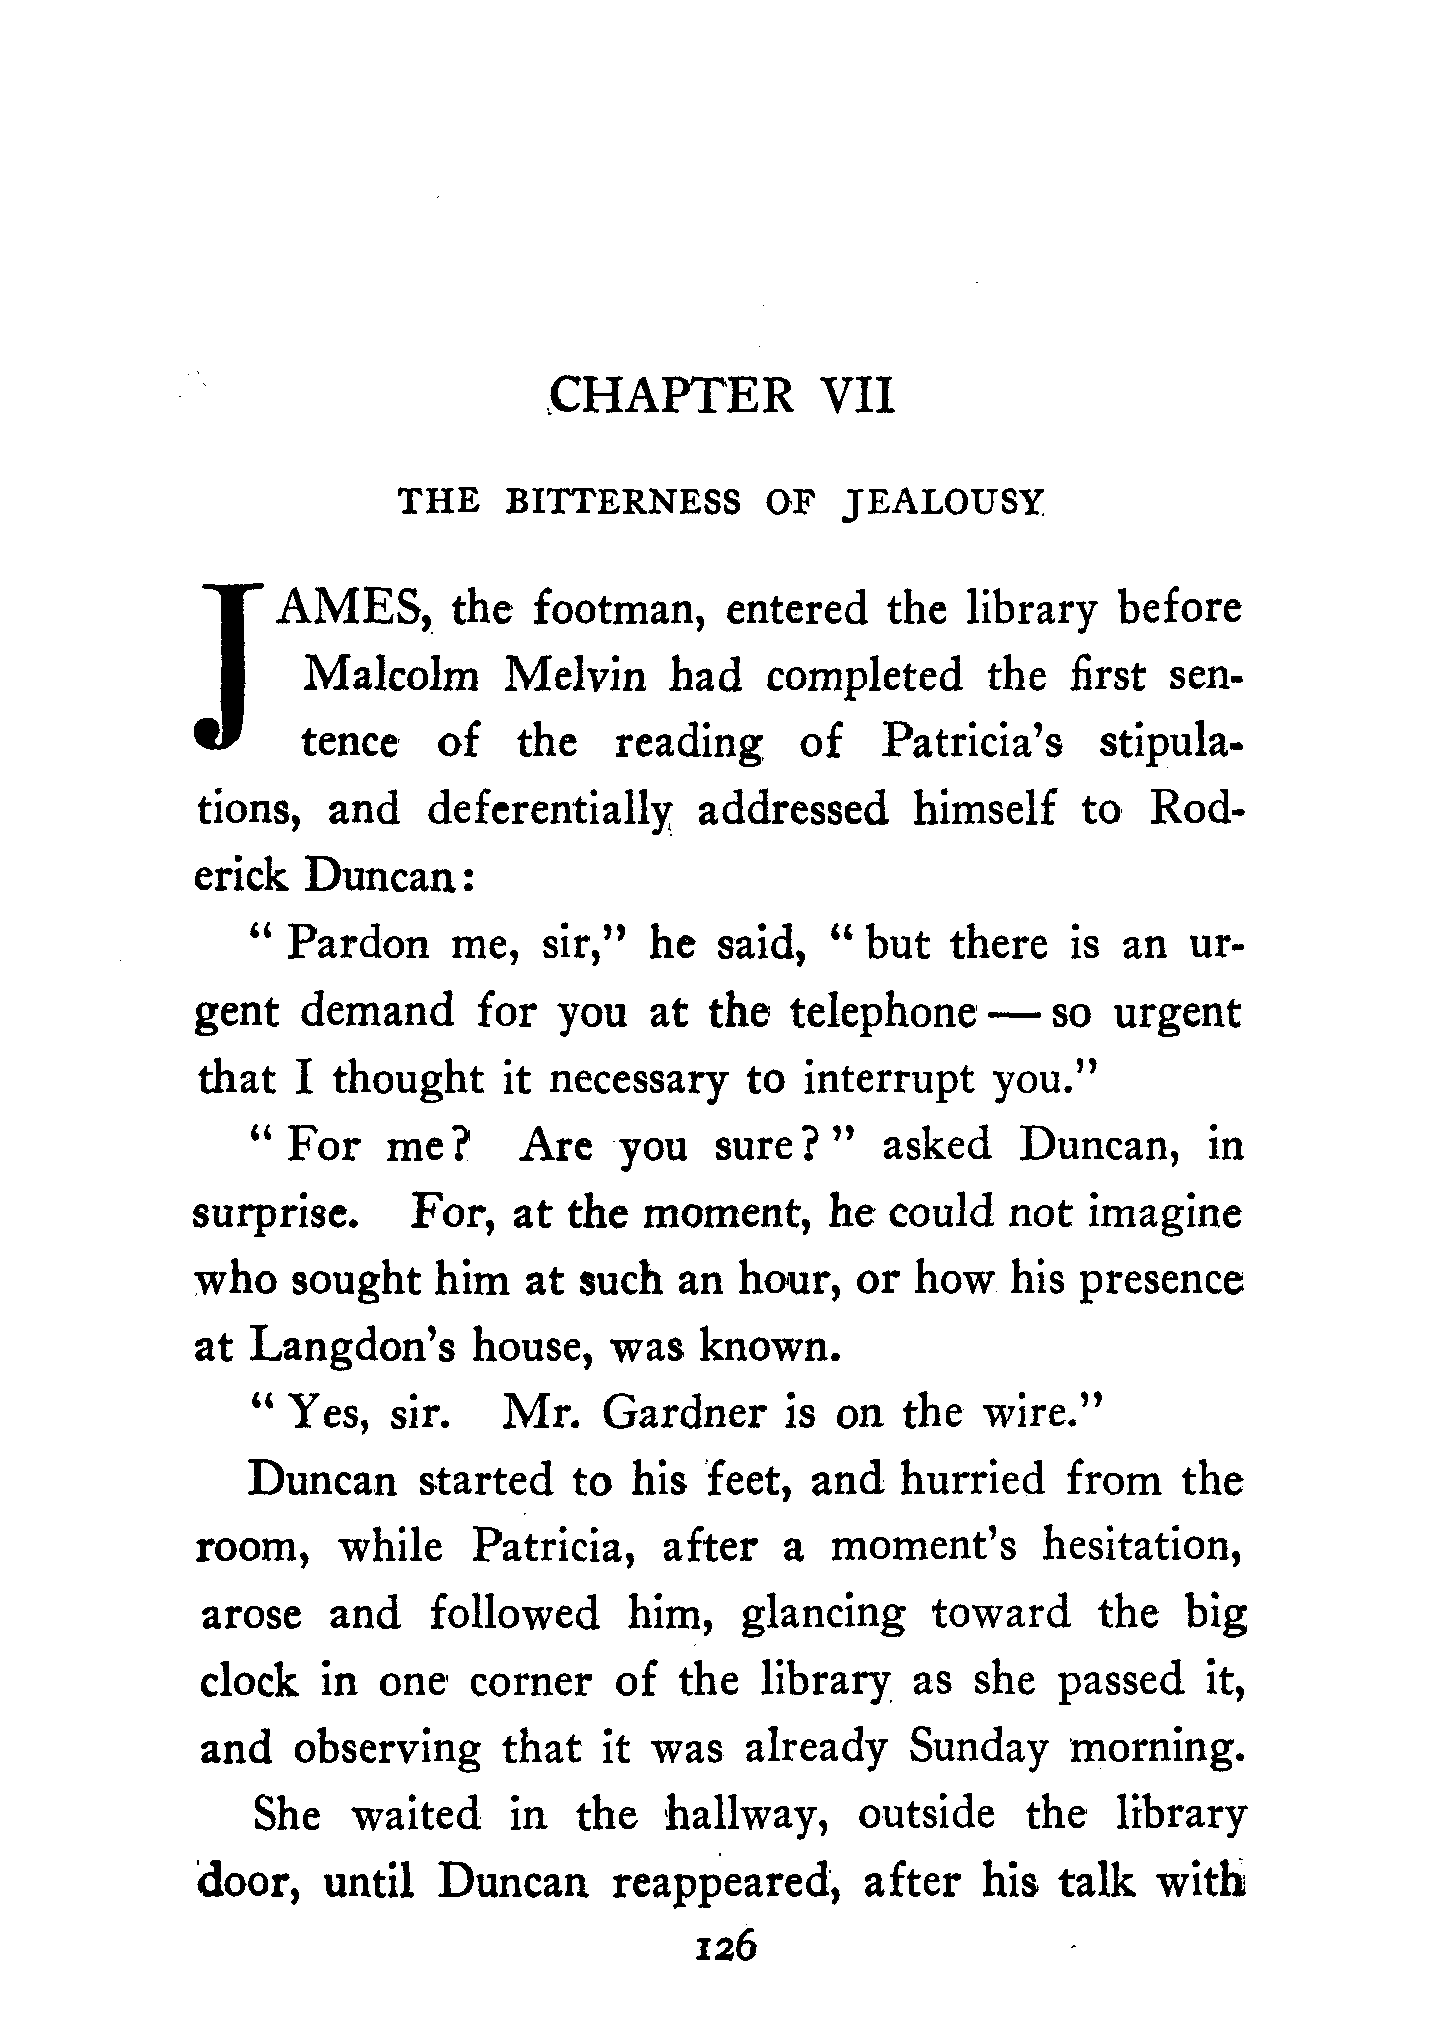 CHAPTER VII
THE BITTERNESS OF JEALOUSY
JAMES, the footman, entered the library before
Malcolm Melvin had completed the first sen-
tence of the reading of Patricia's stipula-
tions, and deferentially addressed himself to Rod-
erick Duncan:
" Pardon me, sir," he said, " but there is an ur-
gent demand for you at the telephone — so urgent
that I thought it necessary to interrupt you."
" For me? Are you sure? " asked Duncan, in
surprise. For, at the moment, he could not imagine
who sought him at such an hour, or how his presence
at Langdon's house, was known.
" Yes, sir. Mr. Gardner is on the wire."
Duncan started to his feet, and hurried from the
room, while Patricia, after a moment's hesitation,
arose and followed him, glancing toward the big
clock in one corner of the library as she passed it,
and observing that it was already Sunday morning.
She waited in the hallway, outside the library
door, until Duncan reappeared, after his talk with
126